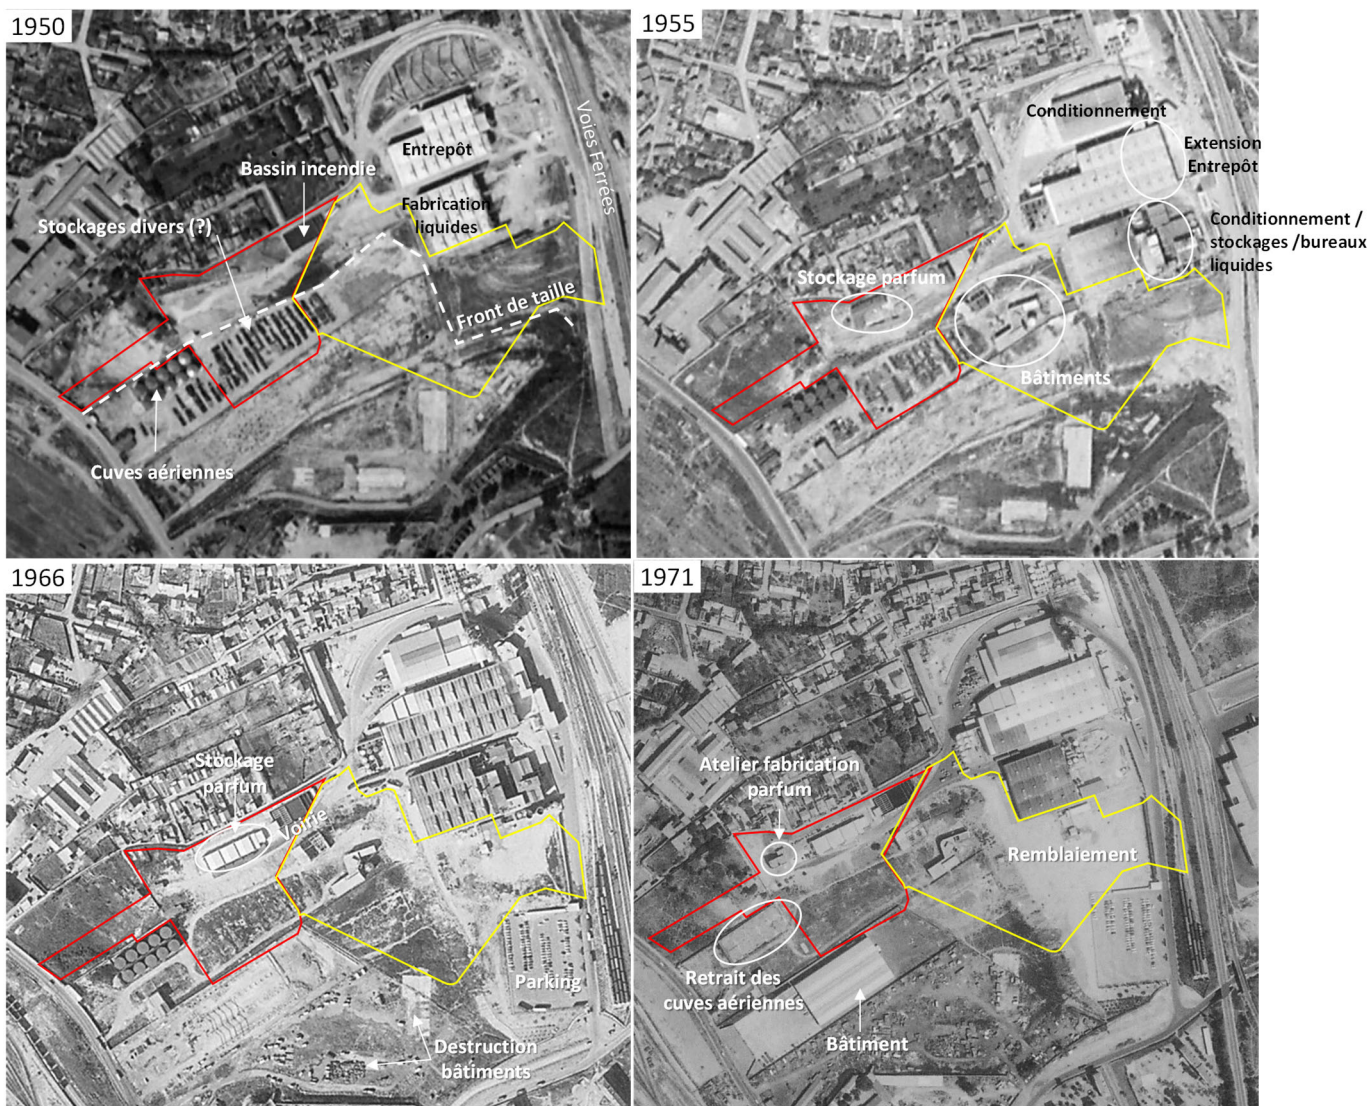 1950
Voies Ferrées
Entrepôt
Bassin incendie
Fabrication
liquides
Stockages divers (?)
Front de taille
Cuves aériennes
1955
Conditionnement
Extension
Entrepôt
Conditionnement /
stockages /bureaux
liquides
Stockage parfum
Bâtiments
1966
Stockage
parfum
Voirie
Parking
Destruction
bâtiments
1971
Atelier fabrication
parfum
Remblaiement
Retrait des
cuves aériennes
Bâtiment